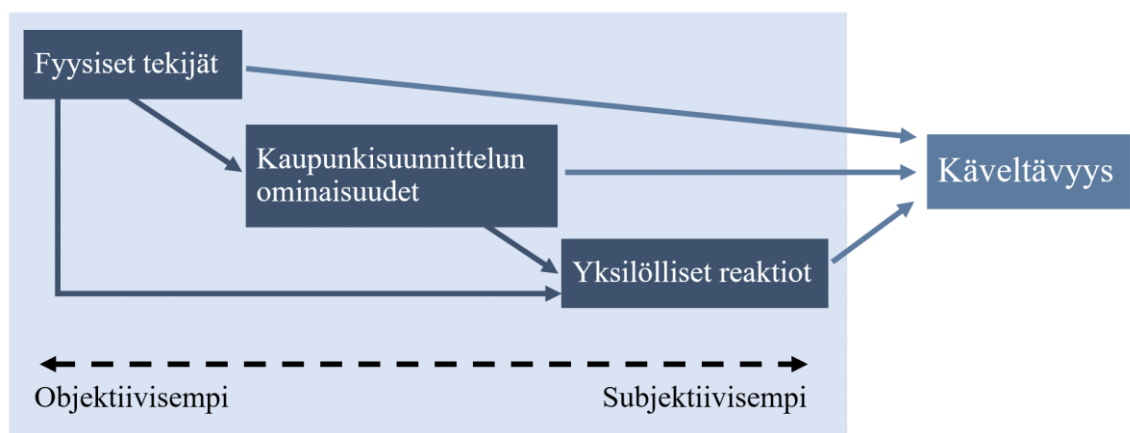 Fyysiset tekijät
Kaupunkisuunnittelun
ominaisuudet
Käveltävyys
Yksilölliset reaktiot
Objektiivisempi
Subjektiivisempi